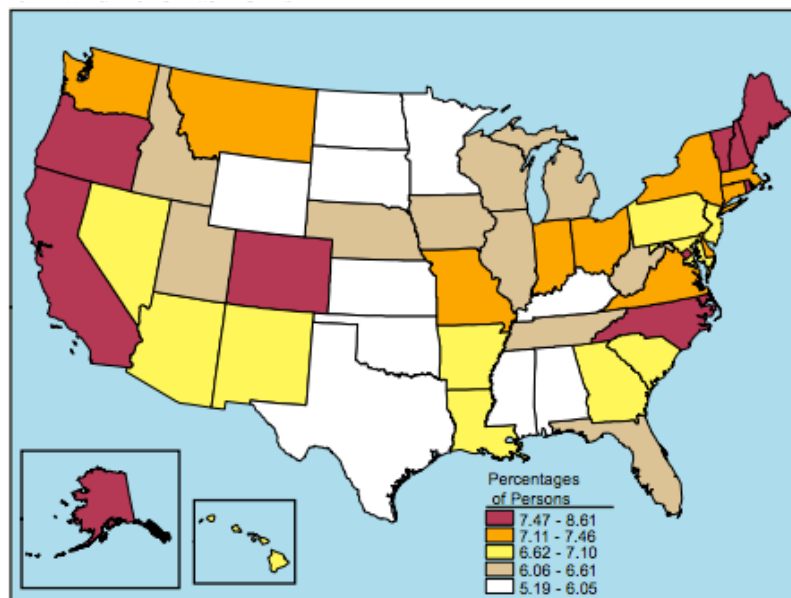 Percentages
of Persons
7.47 - 8.61
7.11 - 7.46
6.62 - 7.10
6.06 - 6.61
5.19 - 6.05